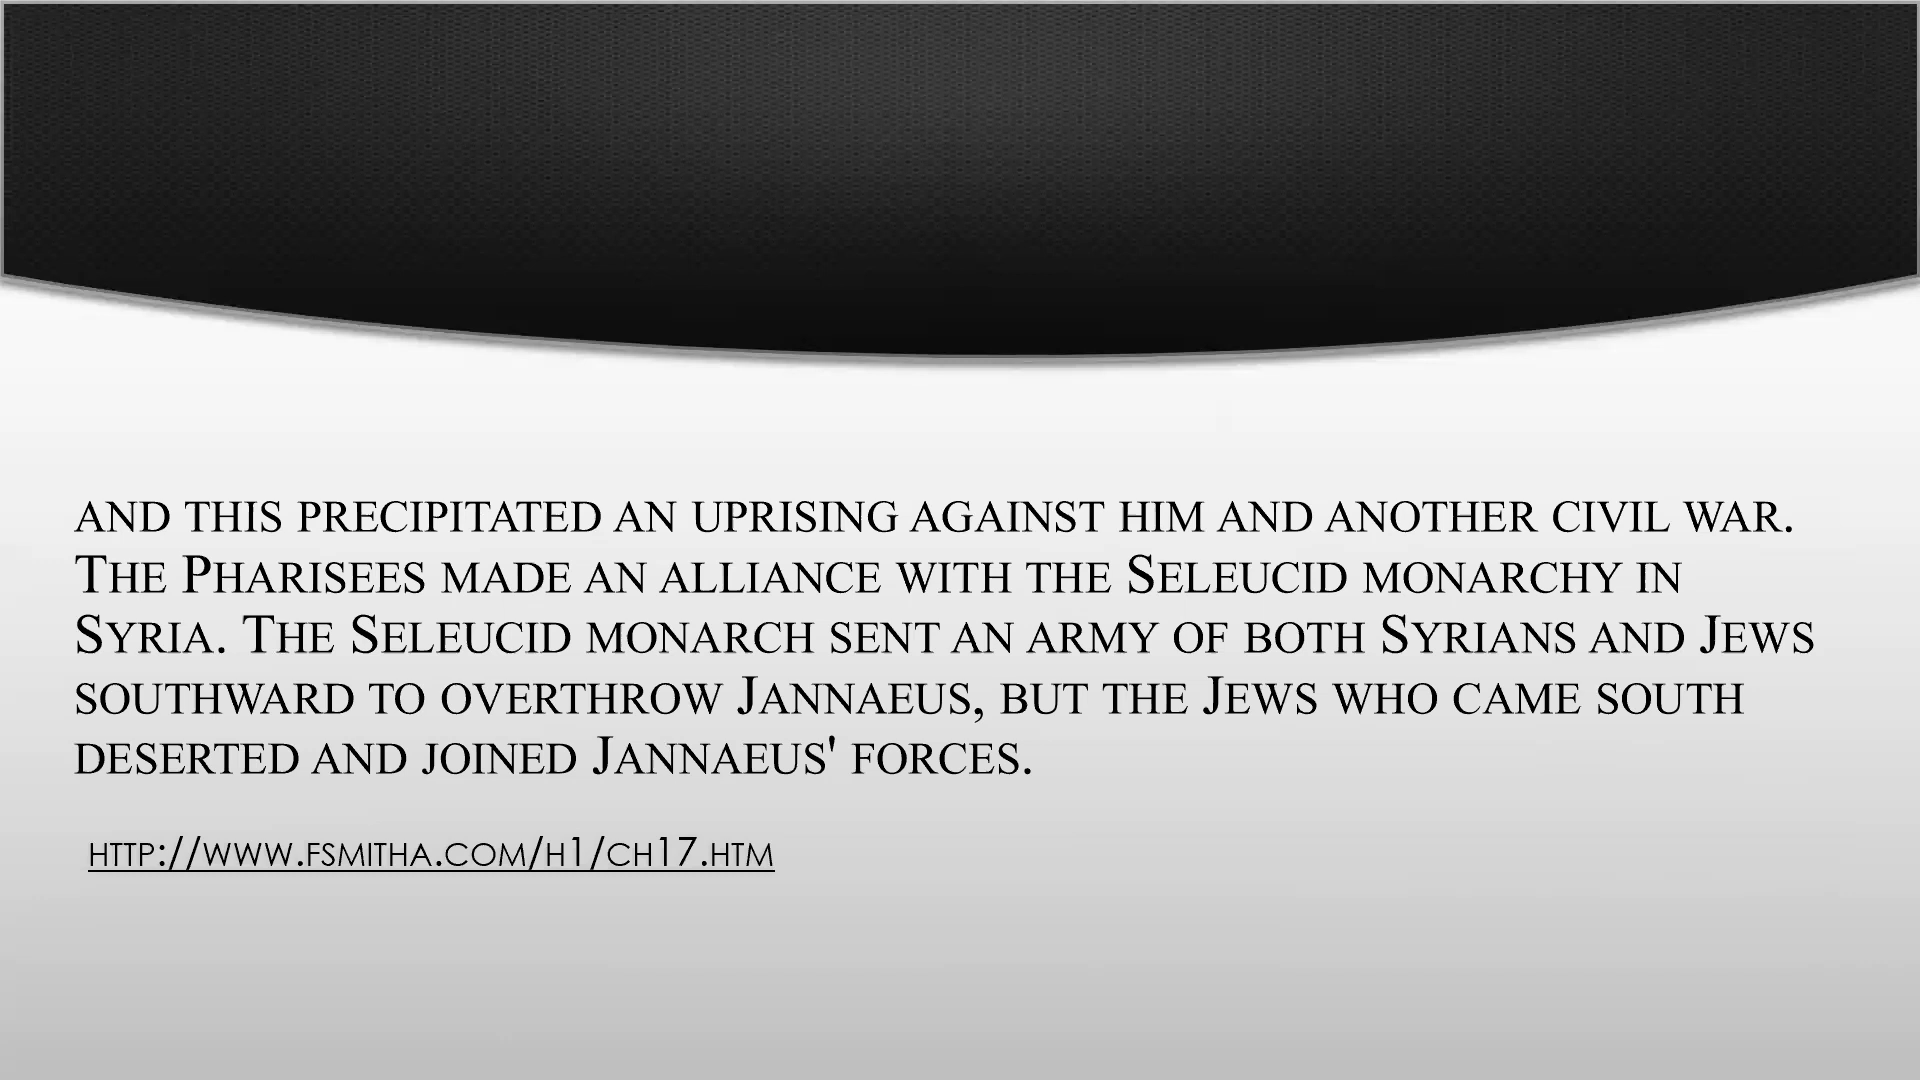 and this precipitated an uprising against him and another civil war.
The Pharisees made an alliance with the Seleucid monarchy in
Syria. The Seleucid monarch sent an army of both Syrians and Jews
southward to overthrow Jannaeus, but the Jews who came south
deserted and joined Jannaeus' forces.
http://www.fsmitha.com/h1/ch17.htm